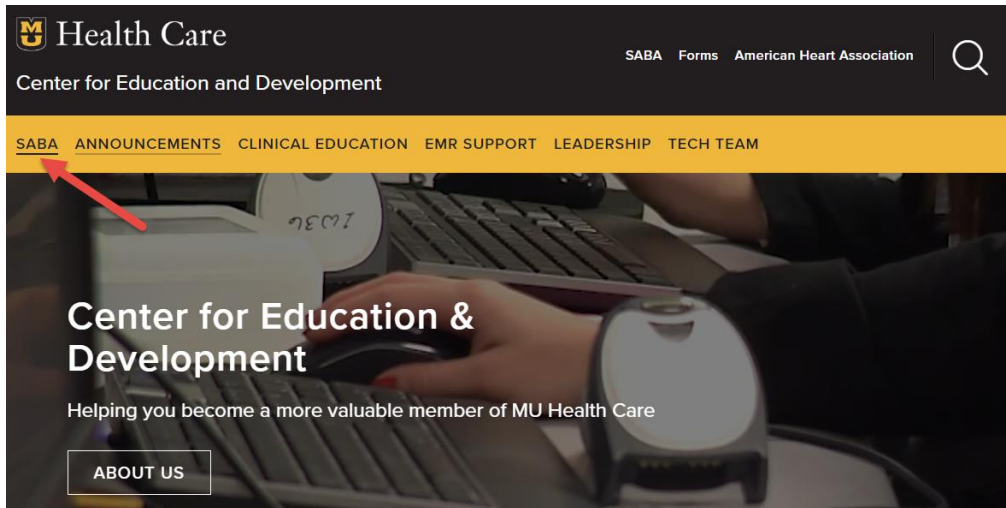 MU Health Care
SABA Forms American Heart Association
Center for Education and Development
SABA ANNOUNCEMENTS CLINICAL EDUCATION EMR SUPPORT LEADERSHIP TECH TEAM
Center for Education &
Development
Helping you become a more valuable member of MU Health Care
ABOUT US